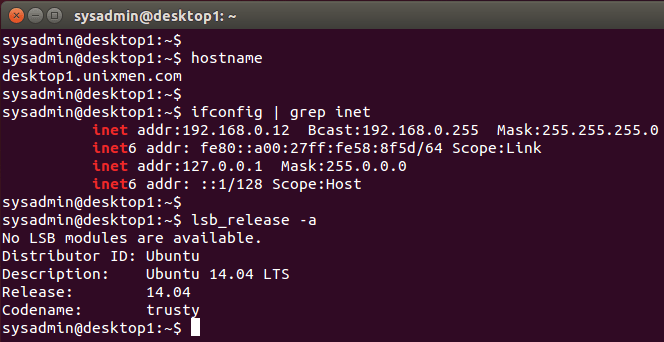 sysadmin@desktop1: ~
sysadmin@desktop1:~$
sysadmin@desktop1:~$ hostname
desktop1.unixmen.com
sysadmin@desktop1:~$
sysadmin@desktop1:~$ ifconfig | grep inet
          inet addr:192.168.0.12  Bcast:192.168.0.255  Mask:255.255.255.0
          inet6 addr: fe80::a00:27ff:fe58:8f5d/64 Scope:Link
          inet addr:127.0.0.1  Mask:255.0.0.0
          inet6 addr: ::1/128 Scope:Host
sysadmin@desktop1:~$
sysadmin@desktop1:~$ lsb_release -a
No LSB modules are available.
Distributor ID: Ubuntu
Description:    Ubuntu 14.04 LTS
Release:        14.04
Codename:       trusty
sysadmin@desktop1:~$